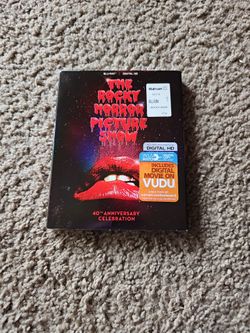 BLU-RAY
DIGITAL HD
THE
ROCKY
HORROR
PICTURE
SHOW
40TH ANNIVERSARY
CELEBRATION
Walmart
DIGITAL HD
INCLUDES
DIGITAL
MOVIE ON
VUDU